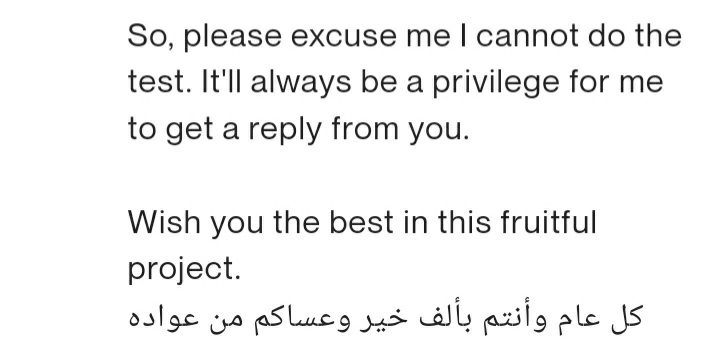 So, please excuse me I cannot do the
test. It'll always be a privilege for me
to get a reply from you.
Wish you the best in this fruitful
project.
كل عام وأنتم بألف خير وعساكم من عواده